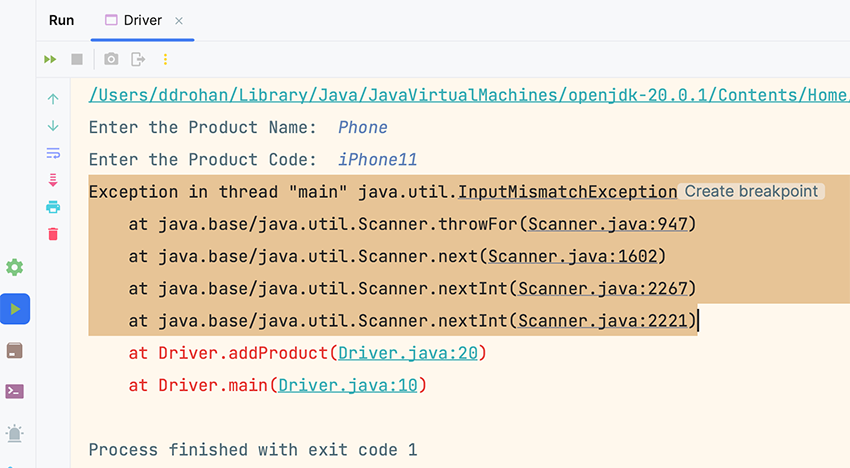 Run Driver
/Users/ddrohan/Library/Java/JavaVirtualMachines/openjdk-20.0.1/Contents/Home/
Enter the Product Name: Phone
Enter the Product Code: iPhone11
Exception in thread "main" java.util.InputMismatchException Create breakpoint
at java.base/java.util.Scanner.throwFor(Scanner.java:947)
at java.base/java.util.Scanner.next(Scanner.java:1602)
at java.base/java.util.Scanner.nextInt(Scanner.java:2267)
at java.base/java.util.Scanner.nextInt(Scanner.java:2221)
at Driver.addProduct(Driver.java:20)
at Driver.main(Driver.java:10)
Process finished with exit code 1